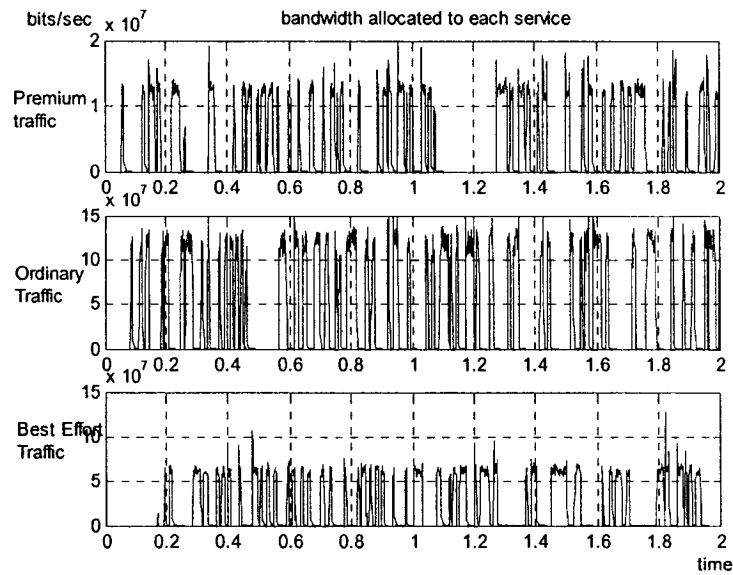 bits/sec
bandwidth allocated to each service
x 10^7
2
1
0
Premium
traffic
0 0.2 0.4 0.6 0.8 1 1.2 1.4 1.6 1.8 2
x 10^7
15
10
5
0
Ordinary
Traffic
0 0.2 0.4 0.6 0.8 1 1.2 1.4 1.6 1.8 2
x 10^7
15
10
5
0
Best Effort
Traffic
0 0.2 0.4 0.6 0.8 1 1.2 1.4 1.6 1.8 2
time